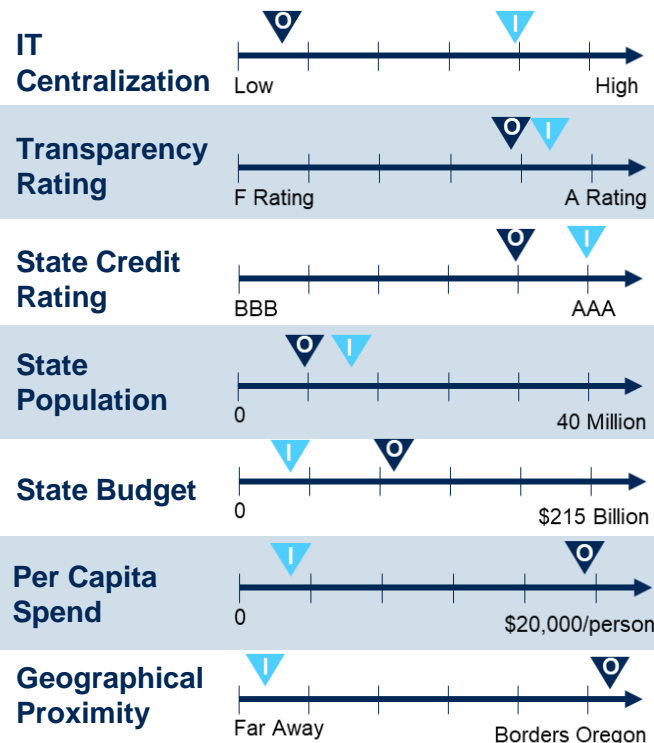 O I
IT
Centralization
Low High
O I
Transparency
Rating
F Rating A Rating
O I
State Credit
Rating
BBB AAA
O I
State
Population
0 40 Million
I O
State Budget
0 $215 Billion
I O
Per Capita
Spend
0 $20,000/person
I O
Geographical
Proximity
Far Away Borders Oregon